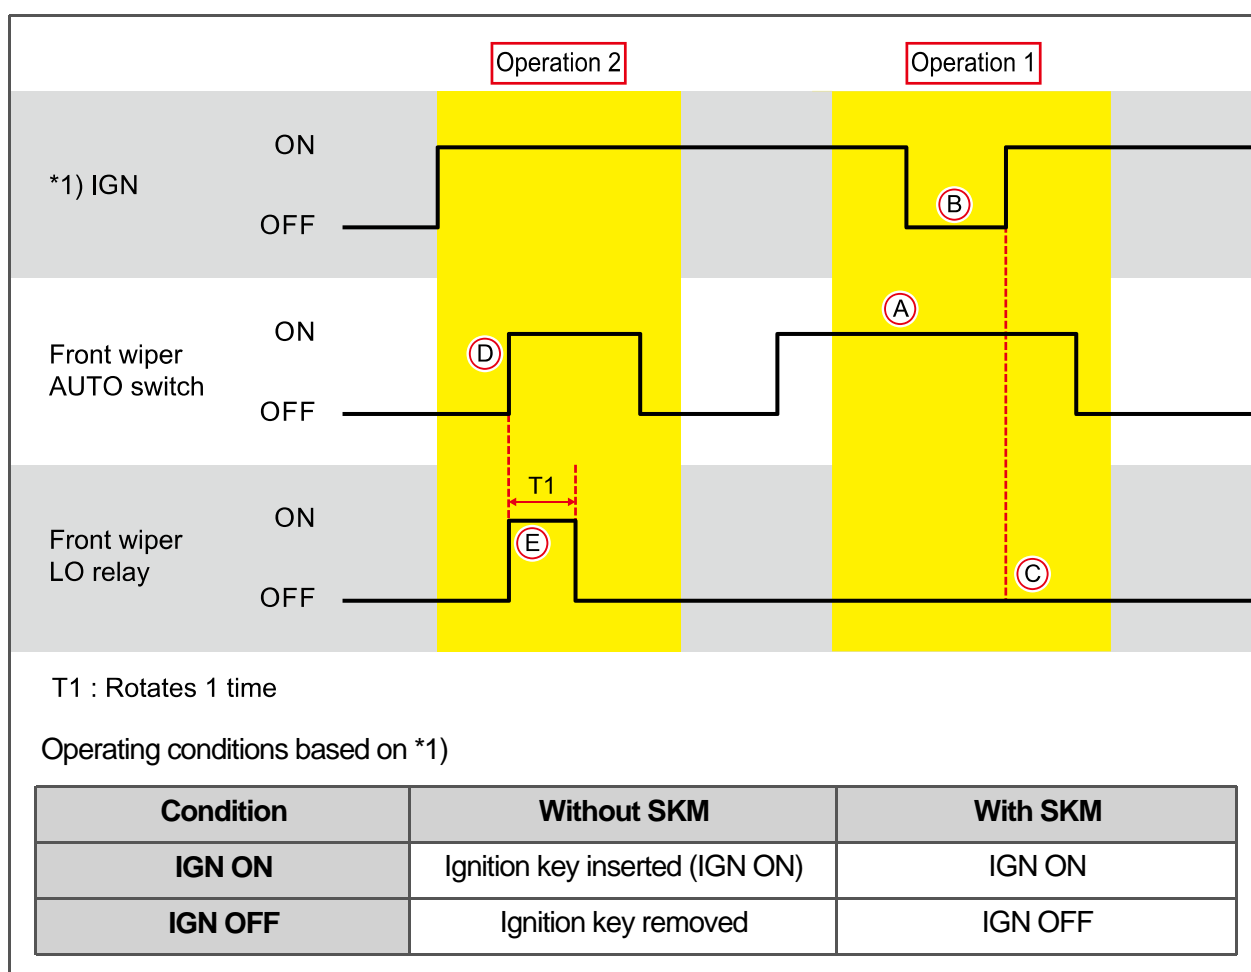 Operation 2
Operation 1
*1) IGN
ON
OFF
B
Front wiper
AUTO switch
ON
OFF
D
A
Front wiper
LO relay
ON
OFF
T1
E
C
T1 : Rotates 1 time
Operating conditions based on *1)
Condition Without SKM With SKM
IGN ON Ignition key inserted (IGN ON) IGN ON
IGN OFF Ignition key removed IGN OFF